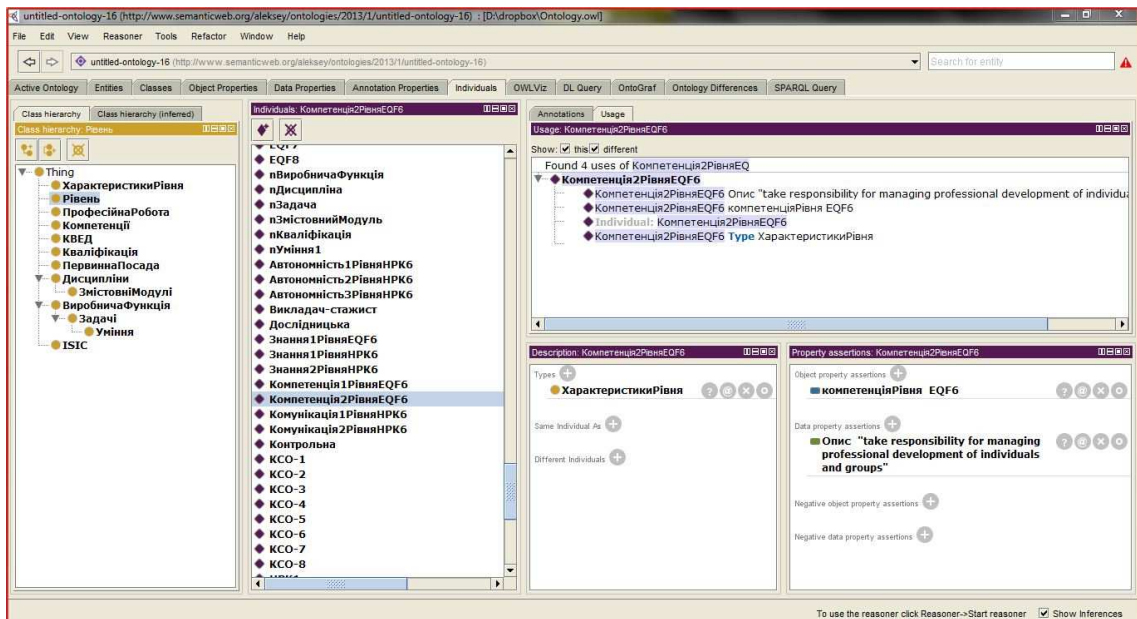 untitled-ontology-16 (http://www.semanticweb.org/aleksey/ontologies/2013/1/untitled-ontology-16) : [D:\dropbox\Ontology.owl]
File Edit View Reasoner Tools Refactor Window Help
untitled-ontology-16 (http://www.semanticweb.org/aleksey/ontologies/2013/1/untitled-ontology-16)
Search for entity
Active Ontology Entities Classes Object Properties Data Properties Annotation Properties Individuals OWLViz DL Query OntoGraf Ontology Differences SPARQL Query
Class hierarchy Class hierarchy (inferred)
Class hierarchy: Рівень
Thing
ХарактеристикиРівня
Рівень
ПрофесійнаРобота
Компетенції
КВЕД
Кваліфікація
ПервиннаПосада
Дисципліни
ЗмістовніМодулі
ВиробничаФункція
Задачі
Уміння
ISIC
Individuals: Компетенція2РівняEQF6
EQF7
EQF8
nВиробничаФункція
nДисципліна
nЗадача
nЗмістовнийМодуль
nКваліфікація
nУміння1
Автономність1РівняНРК6
Автономність2РівняНРК6
Автономність3РівняНРК6
Викладач-стажист
Дослідницька
Знання1РівняEQF6
Знання1РівняНРК6
Знання2РівняНРК6
Компетенція1РівняEQF6
Компетенція2РівняEQF6
Комунікація1РівняНРК6
Комунікація2РівняНРК6
Контрольна
КСО-1
КСО-2
КСО-3
КСО-4
КСО-5
КСО-6
КСО-7
КСО-8
НРК1
Annotations Usage
Usage: Компетенція2РівняEQF6
Show: this different
Found 4 uses of Компетенція2РівняEQ
Компетенція2РівняEQF6
Компетенція2РівняEQF6 Опис "take responsibility for managing professional development of individua
Компетенція2РівняEQF6 компетенціяРівня EQF6
Individual: Компетенція2РівняEQF6
Компетенція2РівняEQF6 Type ХарактеристикиРівня
Description: Компетенція2РівняEQF6
Types
ХарактеристикиРівня
Same Individual As
Different Individuals
Property assertions: Компетенція2РівняEQF6
Object property assertions
компетенціяРівня EQF6
Data property assertions
Опис "take responsibility for managing
professional development of individuals
and groups"
Negative object property assertions
Negative data property assertions
To use the reasoner click Reasoner->Start reasoner Show Inferences